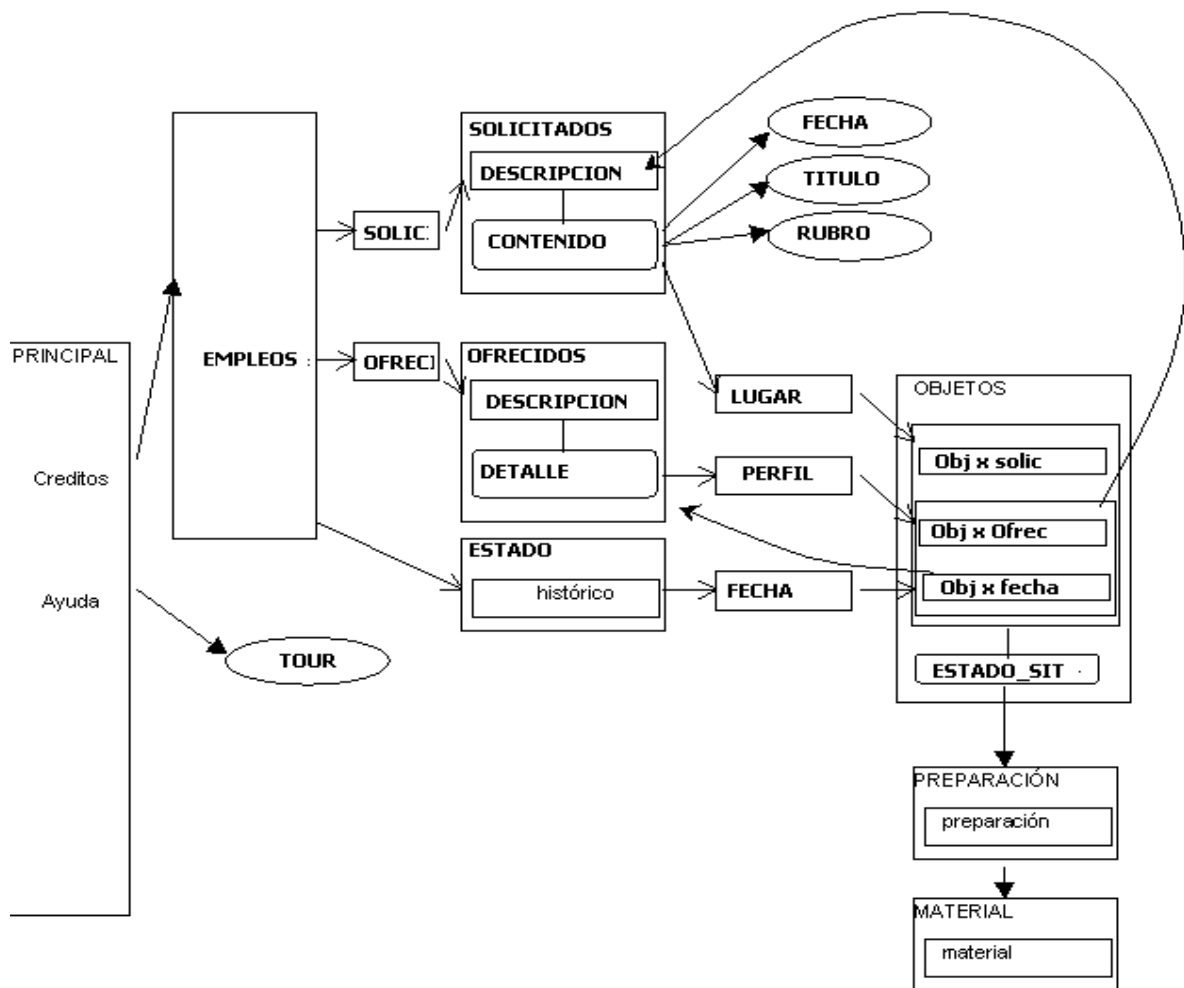 PRINCIPAL
Creditos
Ayuda
TOUR
EMPLEOS :
SOLIC:
OFRECI
SOLICITADOS
DESCRIPCION
CONTENIDO
FECHA
TITULO
RUBRO
OFRECIDOS
DESCRIPCION
DETALLE
ESTADO
histórico
LUGAR
PERFIL
FECHA
OBJETOS
Obj x solic
Obj x Ofrec
Obj x fecha
ESTADO_SIT
PREPARACIÓN
preparación
MATERIAL
material